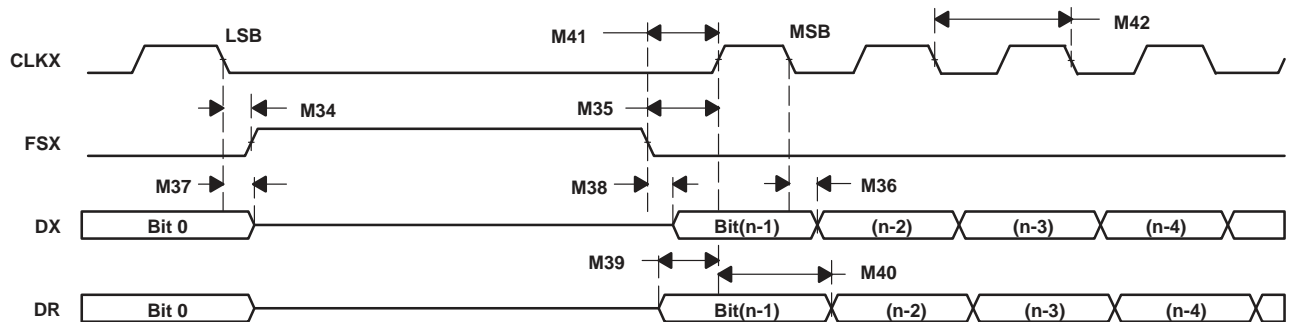 LSB M41 MSB M42
CLKX
M34 M35
FSX
M37 M38 M36
DX Bit 0 Bit(n-1) (n-2) (n-3) (n-4)
M39 M40
DR Bit 0 Bit(n-1) (n-2) (n-3) (n-4)